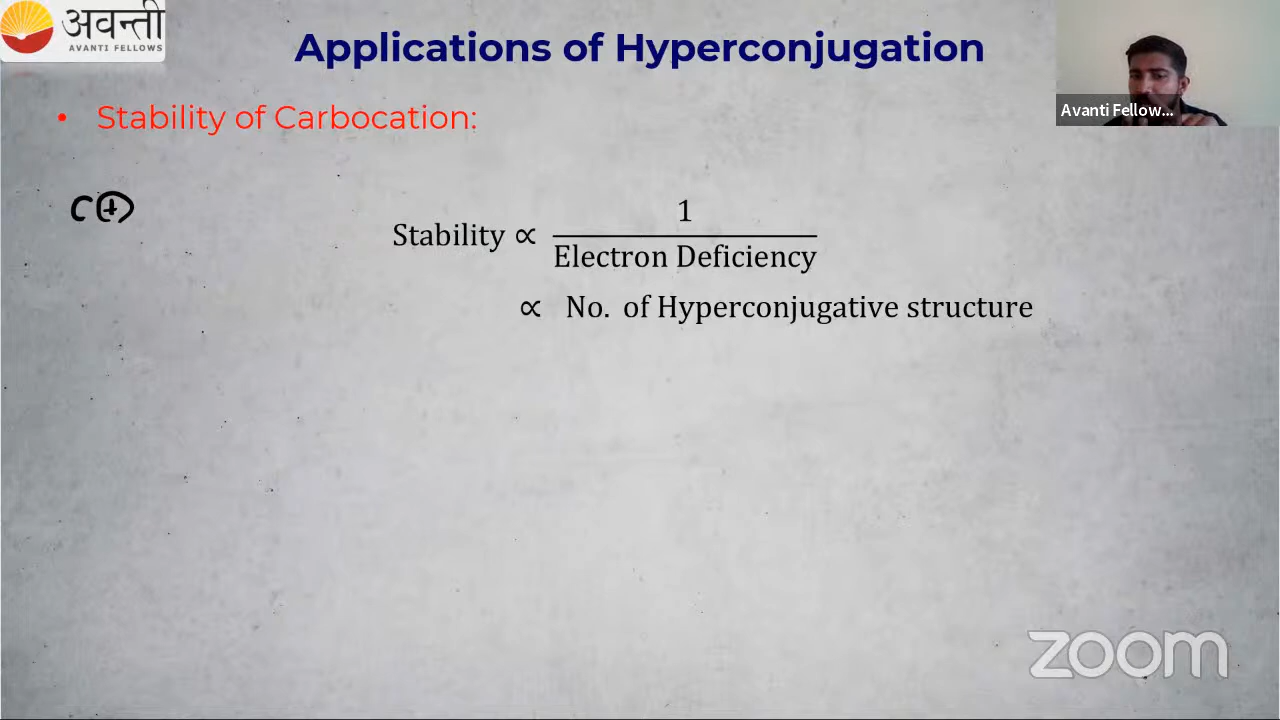 अवन्ती
AVANTI FELLOWS
Applications of Hyperconjugation
Avanti Fellow...
• Stability of Carbocation:
C⊕
Stability ∝ 1 / Electron Deficiency
∝ No. of Hyperconjugative structure
zoom